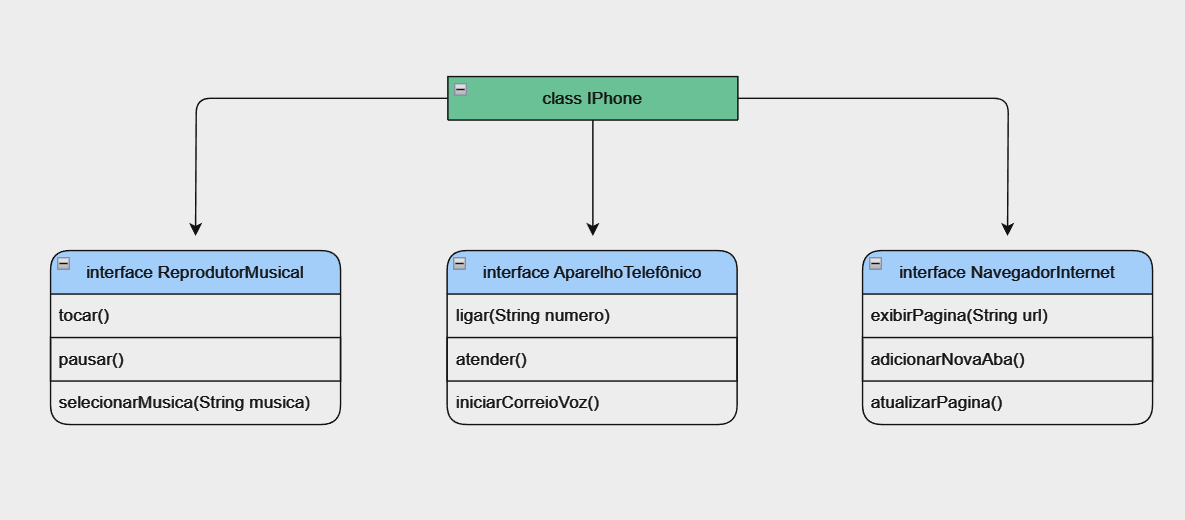 class IPhone
interface ReprodutorMusical
tocar()
pausar()
selecionarMusica(String musica)
interface AparelhoTelefônico
ligar(String numero)
atender()
iniciarCorreioVoz()
interface NavegadorInternet
exibirPagina(String url)
adicionarNovaAba()
atualizarPagina()